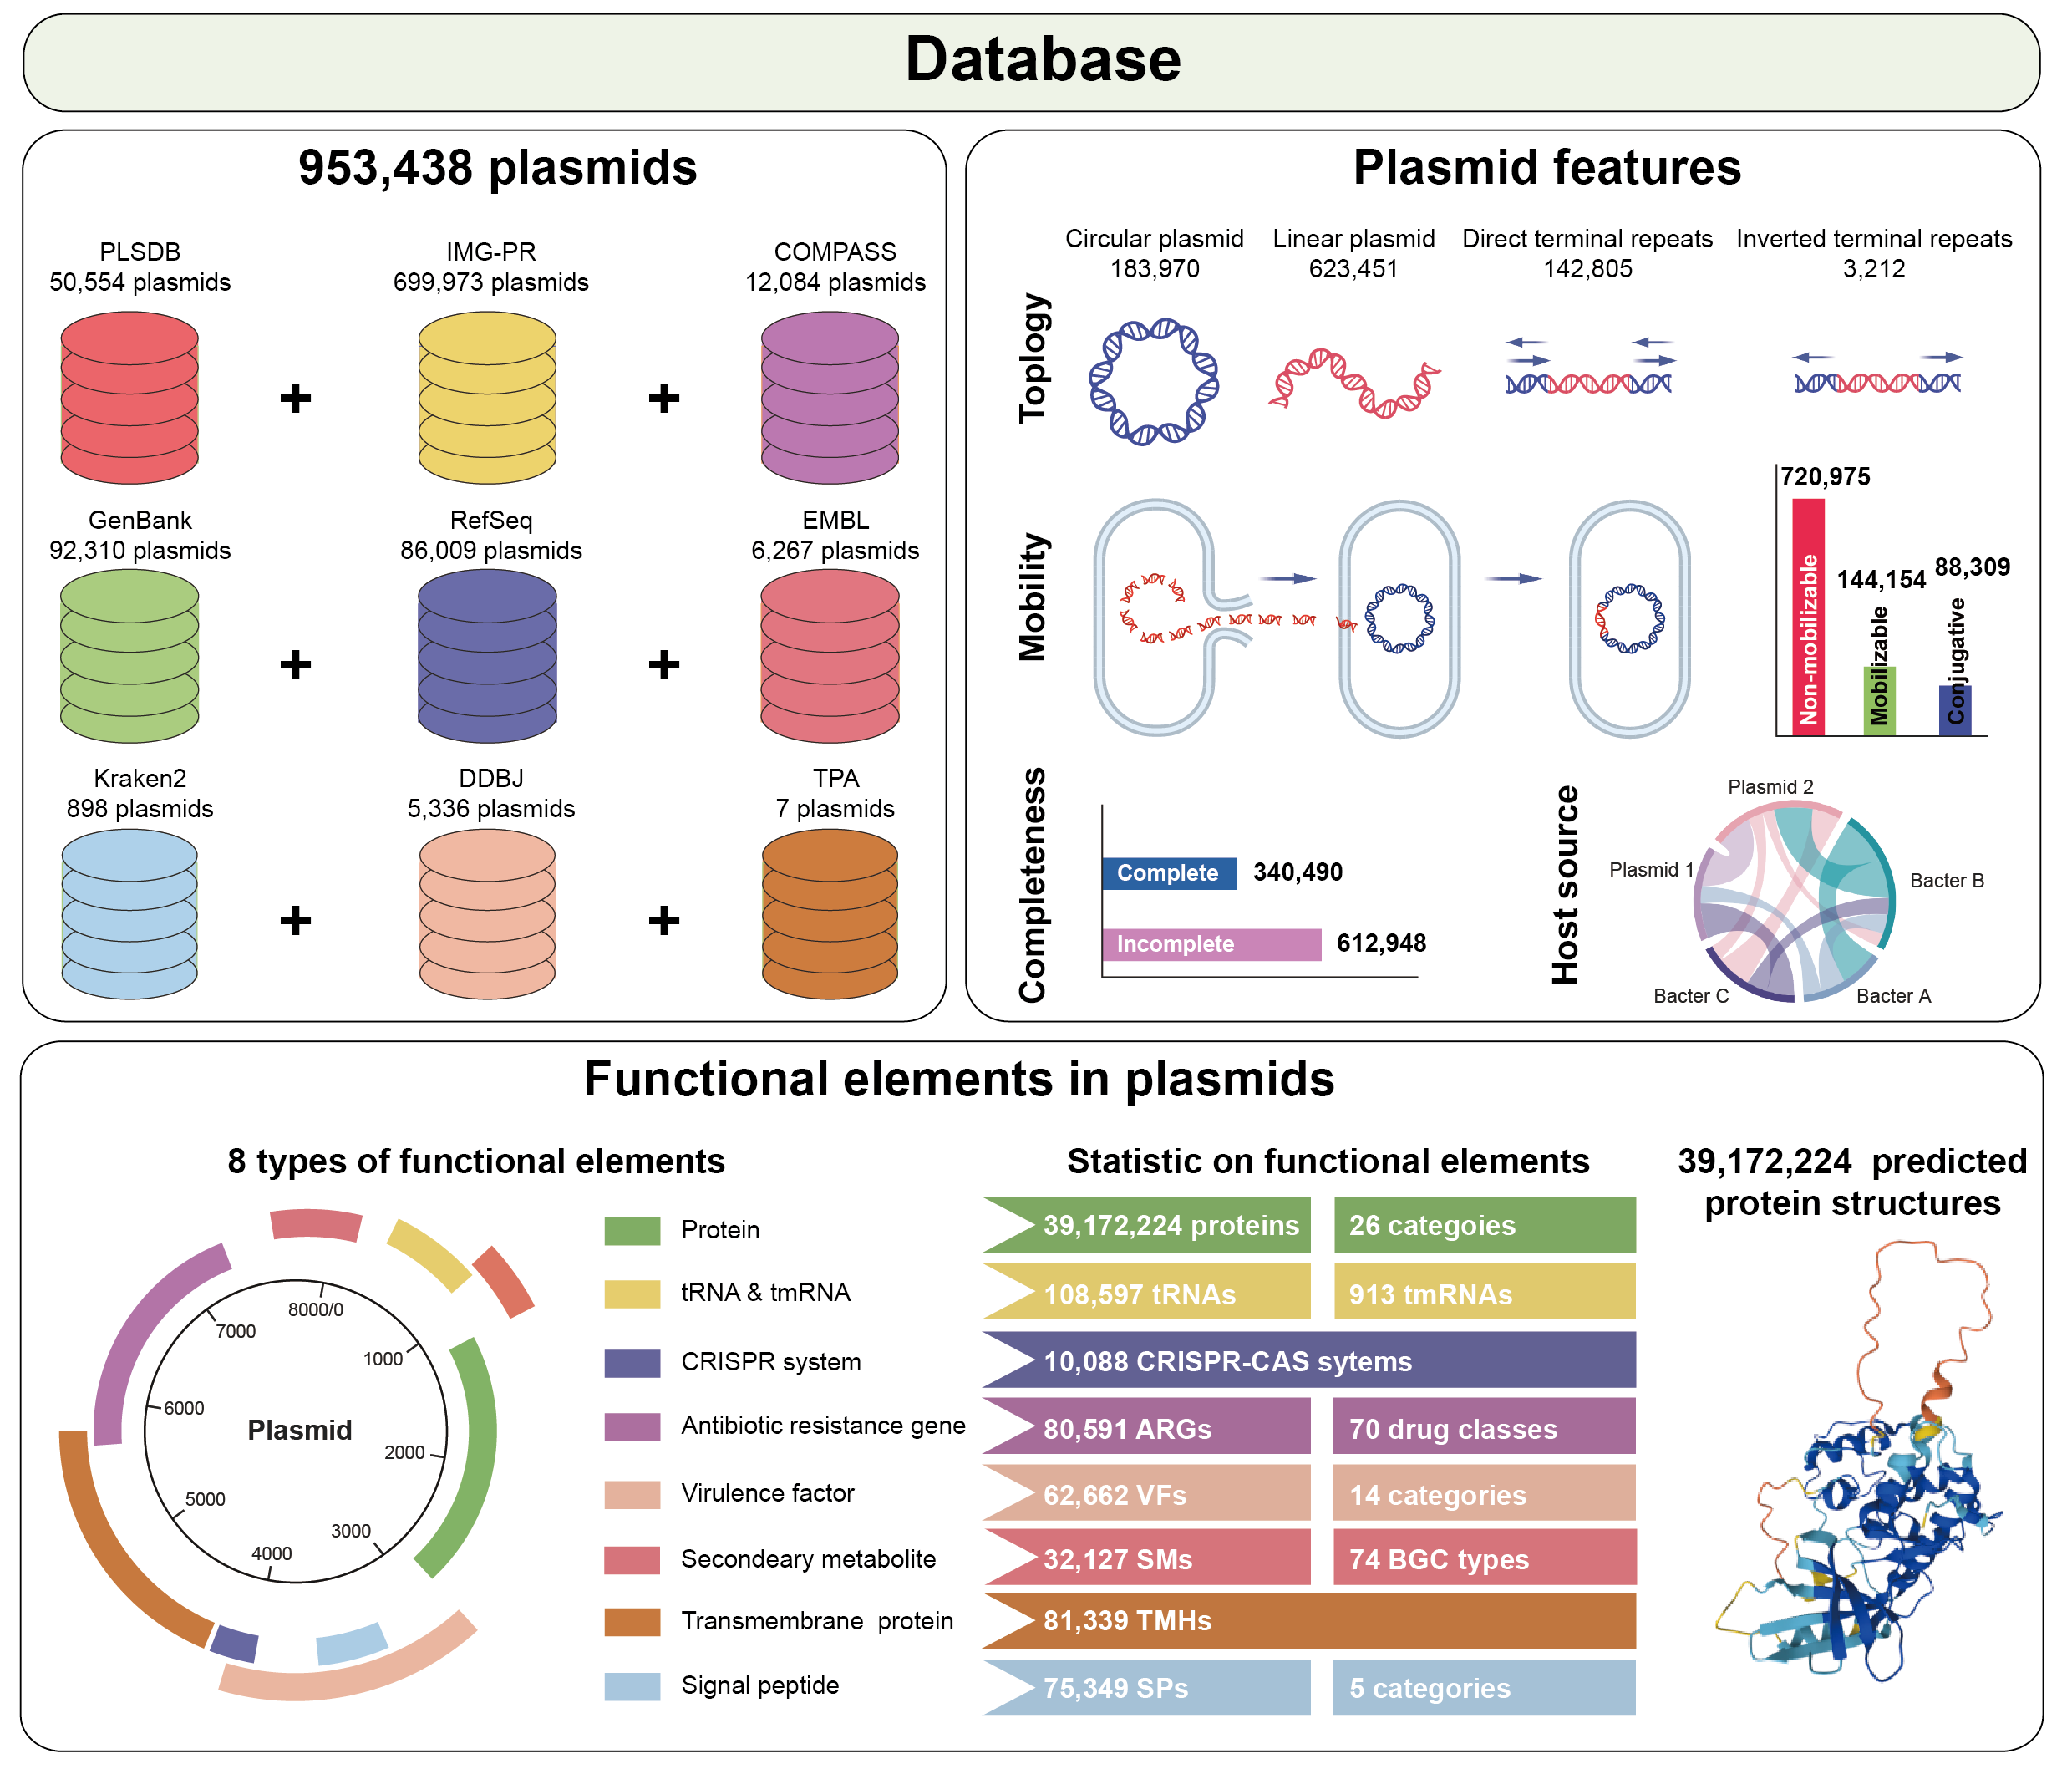 Database
953,438 plasmids
PLSDB
50,554 plasmids
IMG-PR
699,973 plasmids
COMPASS
12,084 plasmids
GenBank
92,310 plasmids
RefSeq
86,009 plasmids
EMBL
6,267 plasmids
Kraken2
898 plasmids
DDBJ
5,336 plasmids
TPA
7 plasmids
+
+
+
+
+
+
Plasmid features
Toplogy
Circular plasmid
183,970
Linear plasmid
623,451
Direct terminal repeats
142,805
Inverted terminal repeats
3,212
Mobility
720,975
Non-mobilizable
144,154
Mobilizable
88,309
Conjugative
Completeness
Complete
340,490
Incomplete
612,948
Host source
Plasmid 2
Plasmid 1
Bacter B
Bacter C
Bacter A
Functional elements in plasmids
8 types of functional elements
8000/0
1000
2000
3000
4000
5000
6000
7000
Plasmid
Protein
tRNA & tmRNA
CRISPR system
Antibiotic resistance gene
Virulence factor
Secondeary metabolite
Transmembrane protein
Signal peptide
Statistic on functional elements
39,172,224 proteins
26 categoies
108,597 tRNAs
913 tmRNAs
10,088 CRISPR-CAS sytems
80,591 ARGs
70 drug classes
62,662 VFs
14 categories
32,127 SMs
74 BGC types
81,339 TMHs
75,349 SPs
5 categories
39,172,224 predicted
protein structures